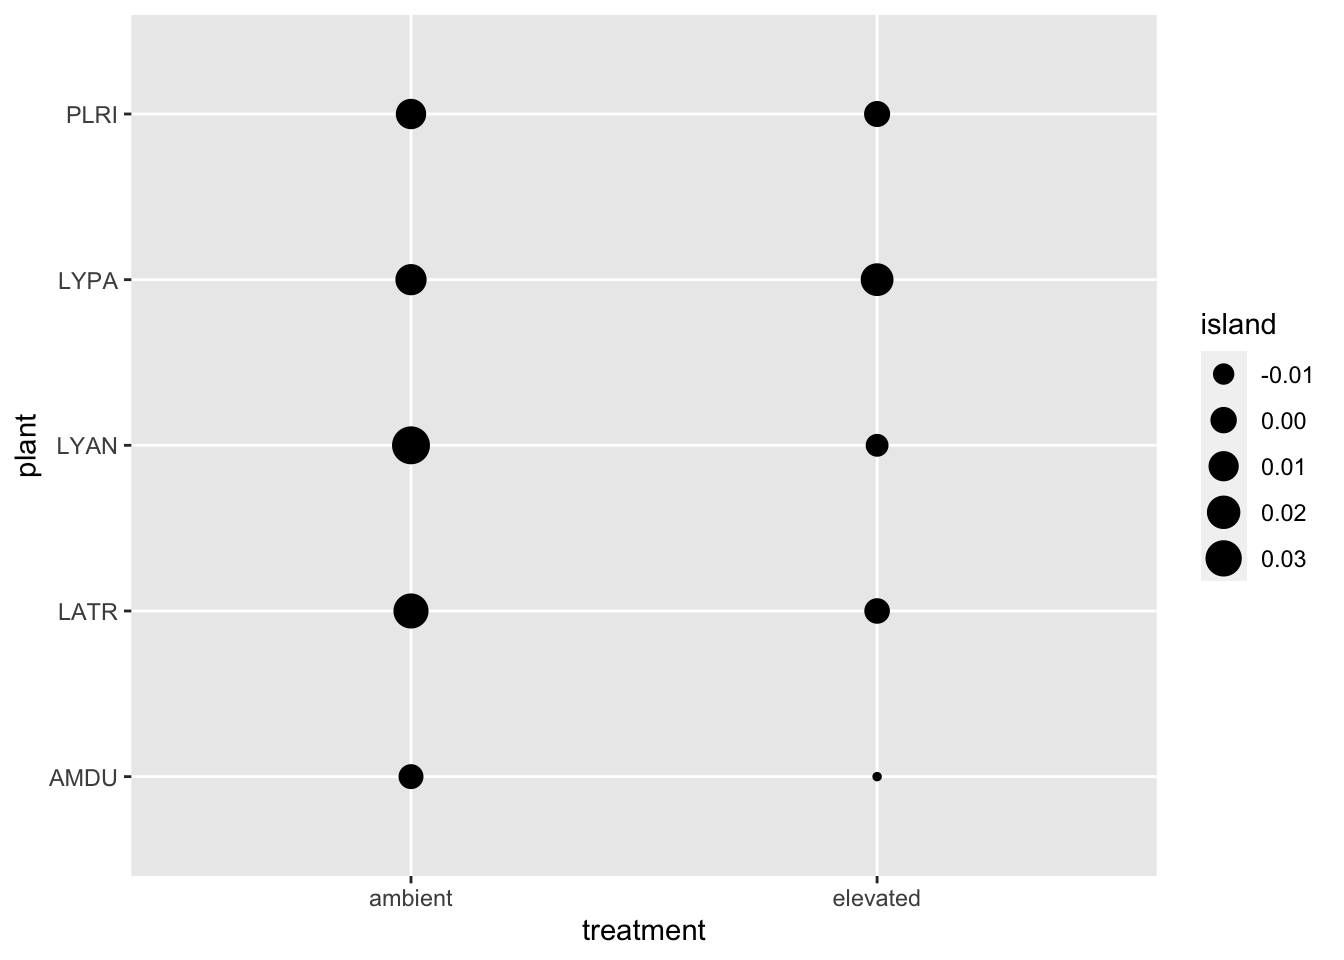 PLRI
LYPA
LYAN
LATR
AMDU
plant
ambient
elevated
treatment
island
-0.01
0.00
0.01
0.02
0.03